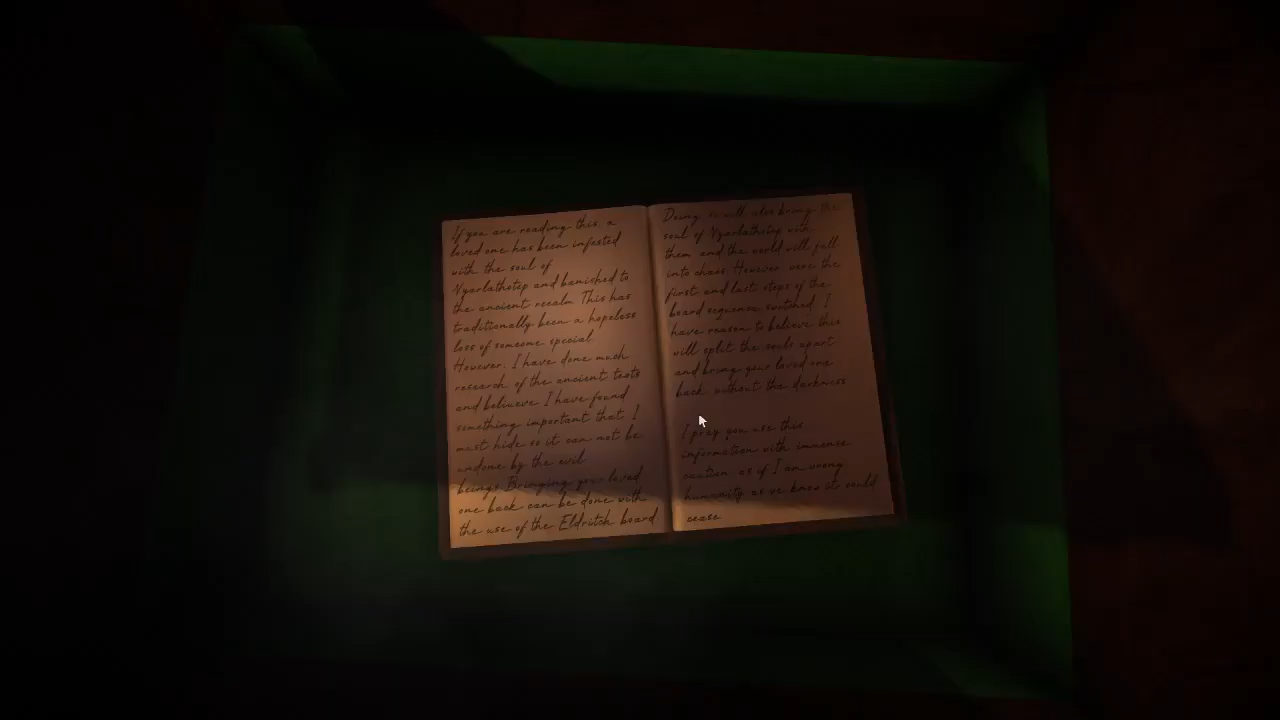 If you are reading this, a
loved one has been infested
with the soul of
Nyarlathotep and banished to
the ancient realm. This has
traditionally been a hopeless
loss of someone special.
However, I have done much
research of the ancient texts
and believe I have found
something important that I
must hide so it can not be
undone by the evil
beings. Bringing your loved
one back can be done with
the use of the Eldritch board
Doing so will also bring the
soul of Nyarlathotep with
them and the world will fall
into chaos. However were the
first and last steps of the
board sequence switched, I
have reason to believe this
will split the souls apart
and bring your loved one
back without the darkness
I pray you use this
information with immense
caution as if I am wrong
humanity as we know it could
cease